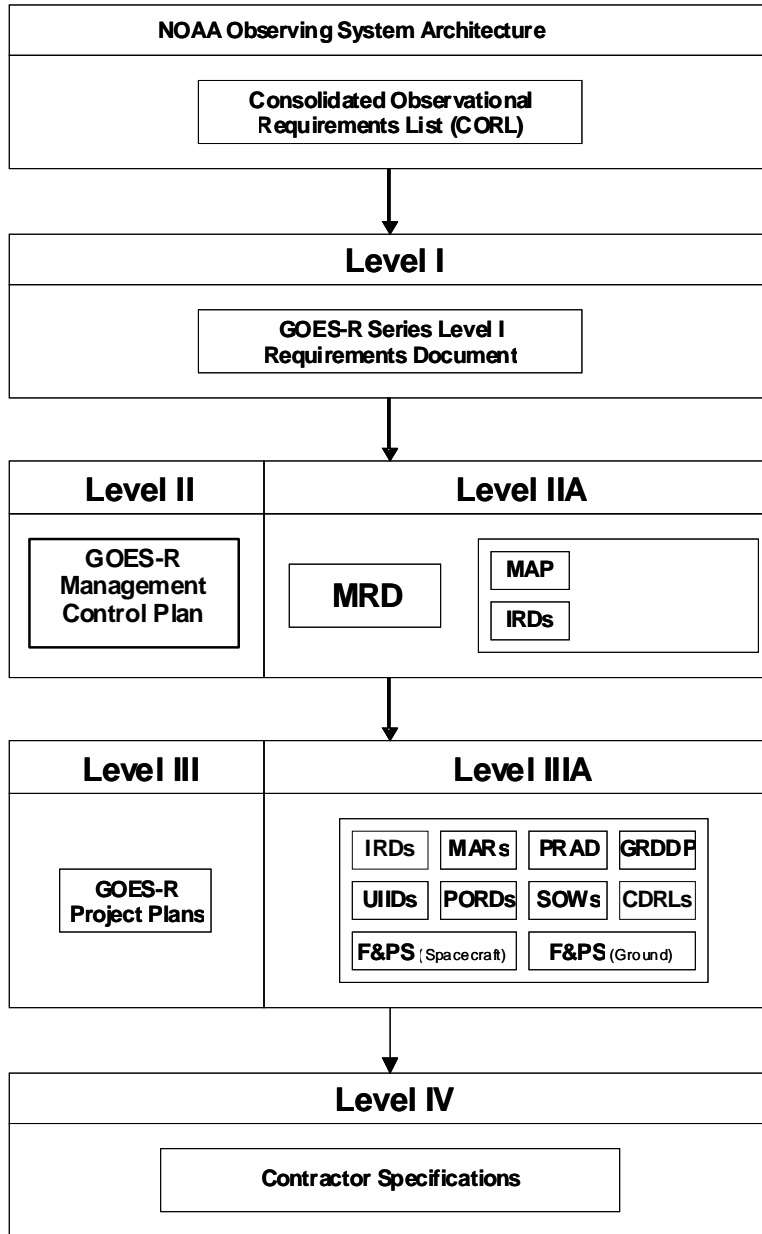 NOAA Observing System Architecture
Consolidated Observational
Requirements List (CORL)
Level I
GOES-R Series Level I
Requirements Document
Level II
Level IIA
GOES-R
Management
Control Plan
MRD
MAP
IRDs
Level III
Level IIIA
GOES-R
Project Plans
IRDs MARs PRAD GRDDP
UIIDs PORDs SOWs CDRLs
F&PS (Spacecraft) F&PS (Ground)
Level IV
Contractor Specifications